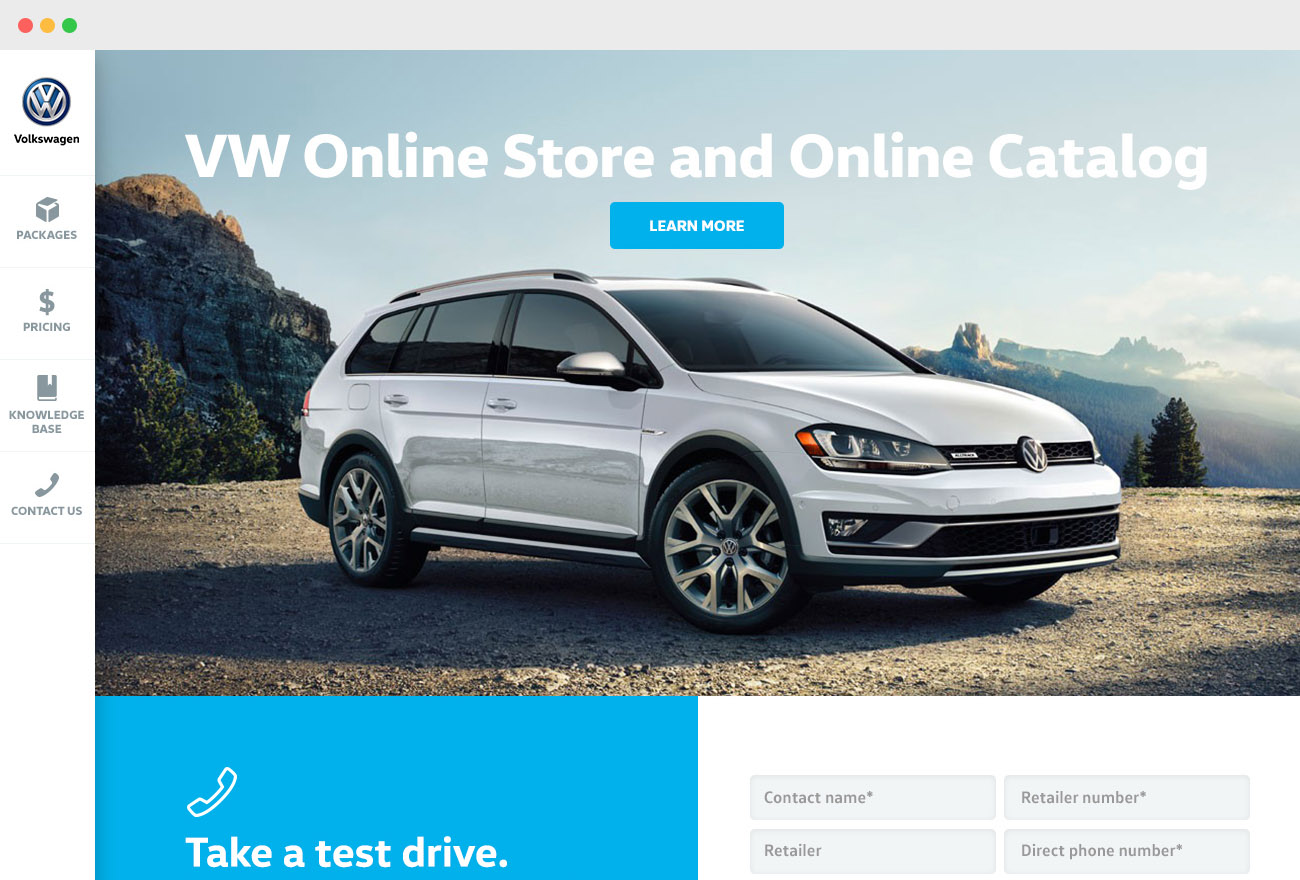 Volkswagen
PACKAGES
PRICING
KNOWLEDGE
BASE
CONTACT US
VW Online Store and Online Catalog
LEARN MORE
ALLTRACK
Take a test drive.
Contact name*
Retailer number*
Retailer
Direct phone number*